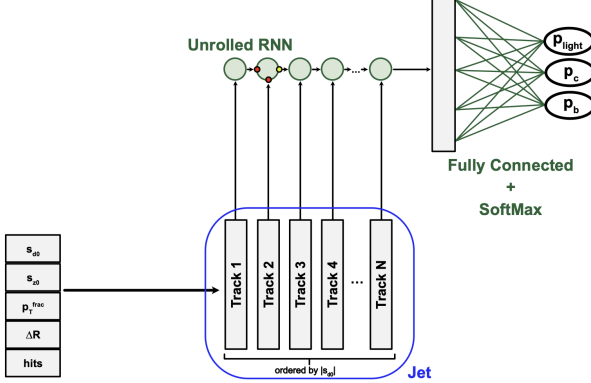 Unrolled RNN
...
p_light
p_c
p_b
Fully Connected
+
SoftMax
s_d0
s_z0
p_T^frac
ΔR
hits
Track 1
Track 2
Track 3
Track 4
...
Track N
ordered by |s_d0|
Jet